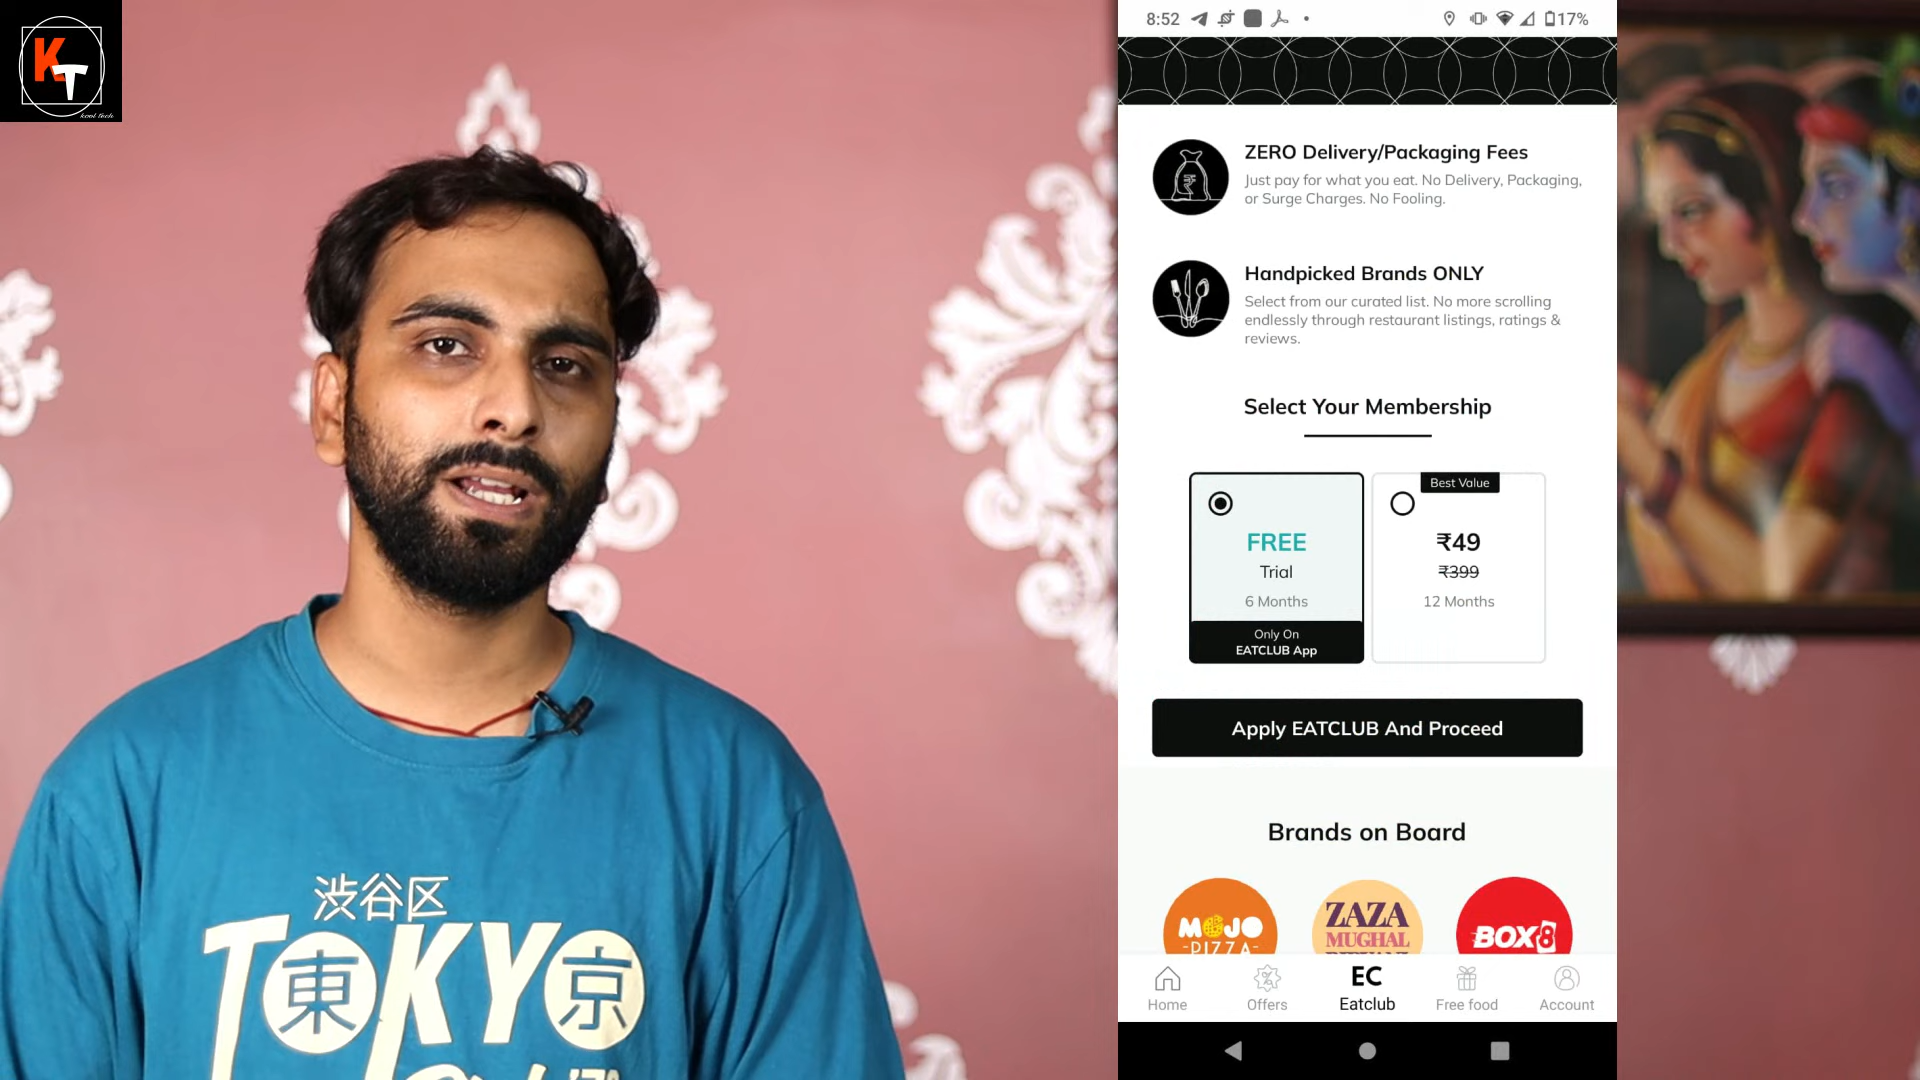 KT
kool tech
渋谷区
TOKYO
東
京
8:52
17%
ZERO Delivery/Packaging Fees
Just pay for what you eat. No Delivery, Packaging,
or Surge Charges. No Fooling.
Handpicked Brands ONLY
Select from our curated list. No more scrolling
endlessly through restaurant listings, ratings &
reviews.
Select Your Membership
Best Value
FREE
Trial
6 Months
Only On
EATCLUB App
₹49
₹399
12 Months
Apply EATCLUB And Proceed
Brands on Board
MOJO
-PIZZA-
ZAZA
MUGHAL
BOX8
EC
Home
Offers
Eatclub
Free food
Account